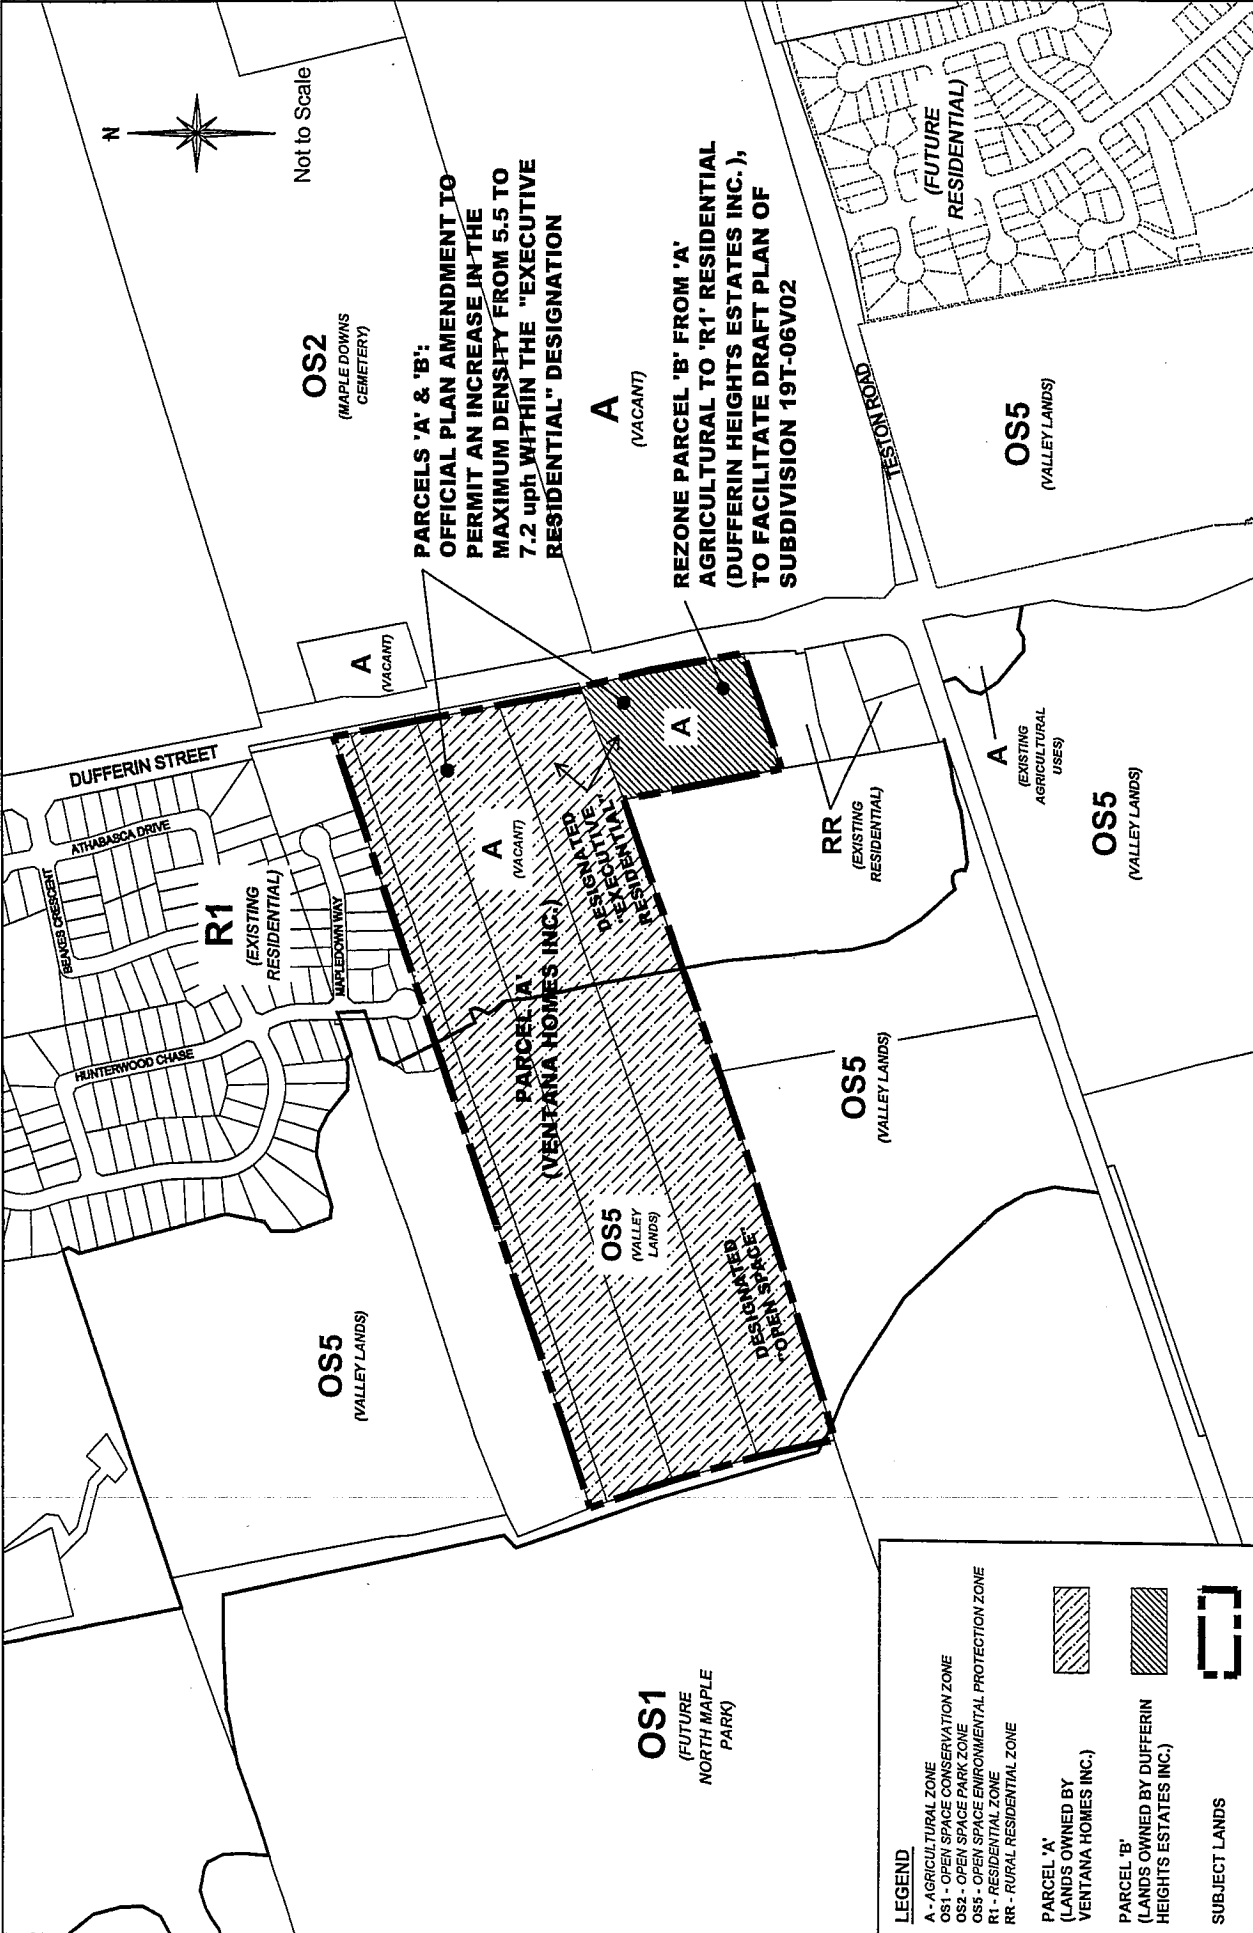 N
Not to Scale
OS2
(MAPLE DOWNS
CEMETERY)
PARCELS 'A' & 'B':
OFFICIAL PLAN AMENDMENT TO
PERMIT AN INCREASE IN THE
MAXIMUM DENSITY FROM 5.5 TO
7.2 uph WITHIN THE "EXECUTIVE
RESIDENTIAL" DESIGNATION
A
(VACANT)
REZONE PARCEL 'B' FROM 'A'
AGRICULTURAL TO 'R1' RESIDENTIAL
(DUFFERIN HEIGHTS ESTATES INC.),
TO FACILITATE DRAFT PLAN OF
SUBDIVISION 19T-06V02
(FUTURE
RESIDENTIAL)
TESTON ROAD
OS5
(VALLEY LANDS)
A
(VACANT)
DUFFERIN STREET
ATHABASCA DRIVE
BEAKES CRESCENT
R1
(EXISTING
RESIDENTIAL)
MAPLEDOWN WAY
HUNTERWOOD CHASE
A
(VACANT)
DESIGNATED
"EXECUTIVE
RESIDENTIAL"
A
PARCEL 'A'
(VENTANA HOMES INC.)
RR
(EXISTING
RESIDENTIAL)
A
(EXISTING
AGRICULTURAL
USES)
OS5
(VALLEY LANDS)
OS5
(VALLEY LANDS)
OS5
(VALLEY
LANDS)
DESIGNATED
"OPEN SPACE"
OS5
(VALLEY LANDS)
OS1
(FUTURE
NORTH MAPLE
PARK)
LEGEND
A - AGRICULTURAL ZONE
OS1 - OPEN SPACE CONSERVATION ZONE
OS2 - OPEN SPACE PARK ZONE
OS5 - OPEN SPACE ENIRONMENTAL PROTECTION ZONE
R1 - RESIDENTIAL ZONE
RR - RURAL RESIDENTIAL ZONE
PARCEL 'A'
(LANDS OWNED BY
VENTANA HOMES INC.)
PARCEL 'B'
(LANDS OWNED BY DUFFERIN
HEIGHTS ESTATES INC.)
SUBJECT LANDS